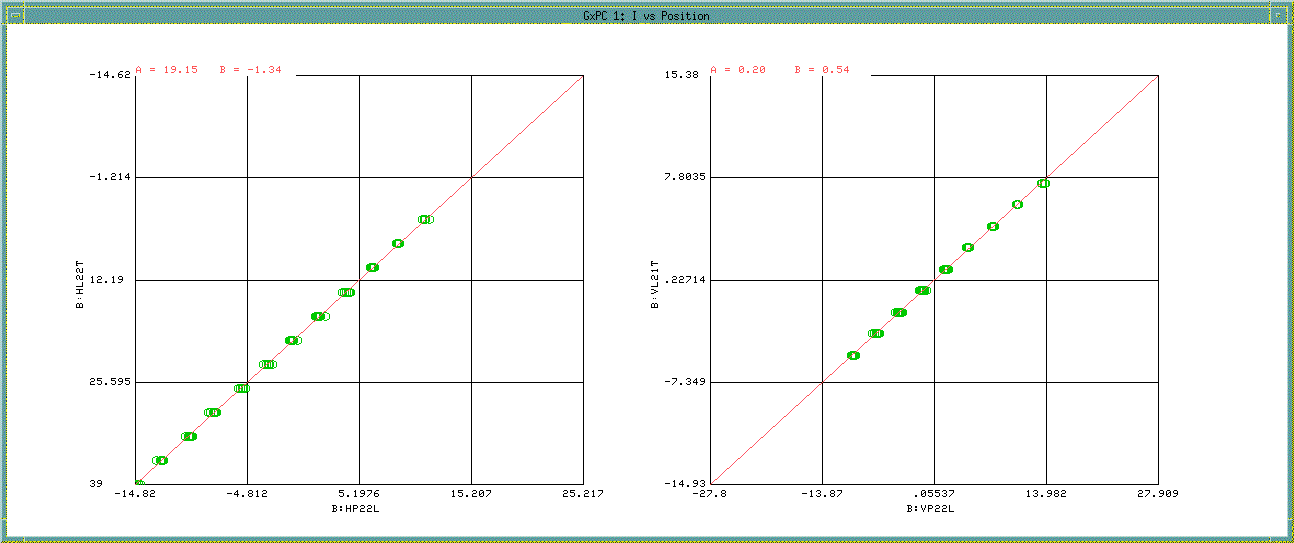 GxPC 1: I vs Position
A = 19.15 B = -1.34
-14.62
-1.214
12.19
25.595
39
B:HL22T
-14.82 -4.812 5.1976 15.207 25.217
B:HP22L
A = 0.20 B = 0.54
15.38
7.8035
.22714
-7.349
-14.93
B:VL21T
-27.8 -13.87 .05537 13.982 27.909
B:VP22L